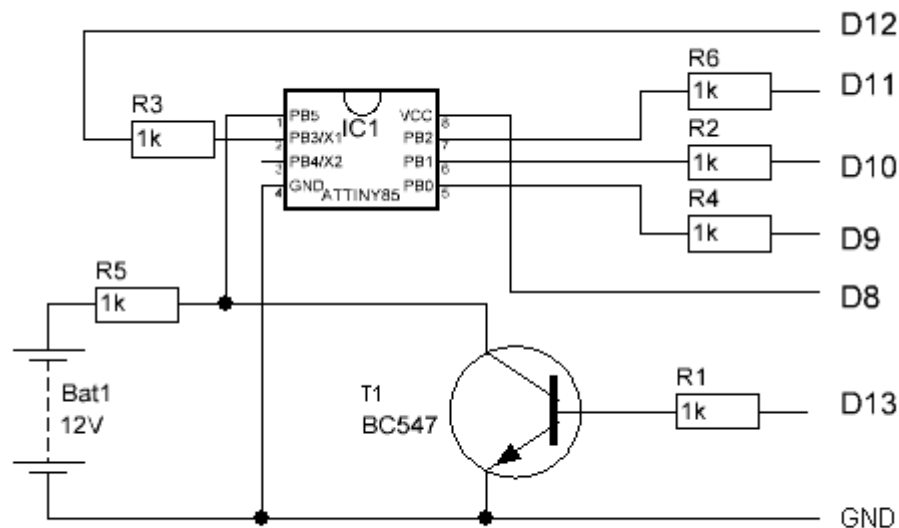 D12
R6
1k
D11
R3
1k
PB5
VCC
1
8
IC1
PB3/X1
PB2
2
7
R2
1k
D10
PB4/X2
PB1
3
6
GND
PB0
4
5
ATTINY85
R4
1k
D9
R5
1k
D8
Bat1
12V
T1
BC547
R1
1k
D13
GND